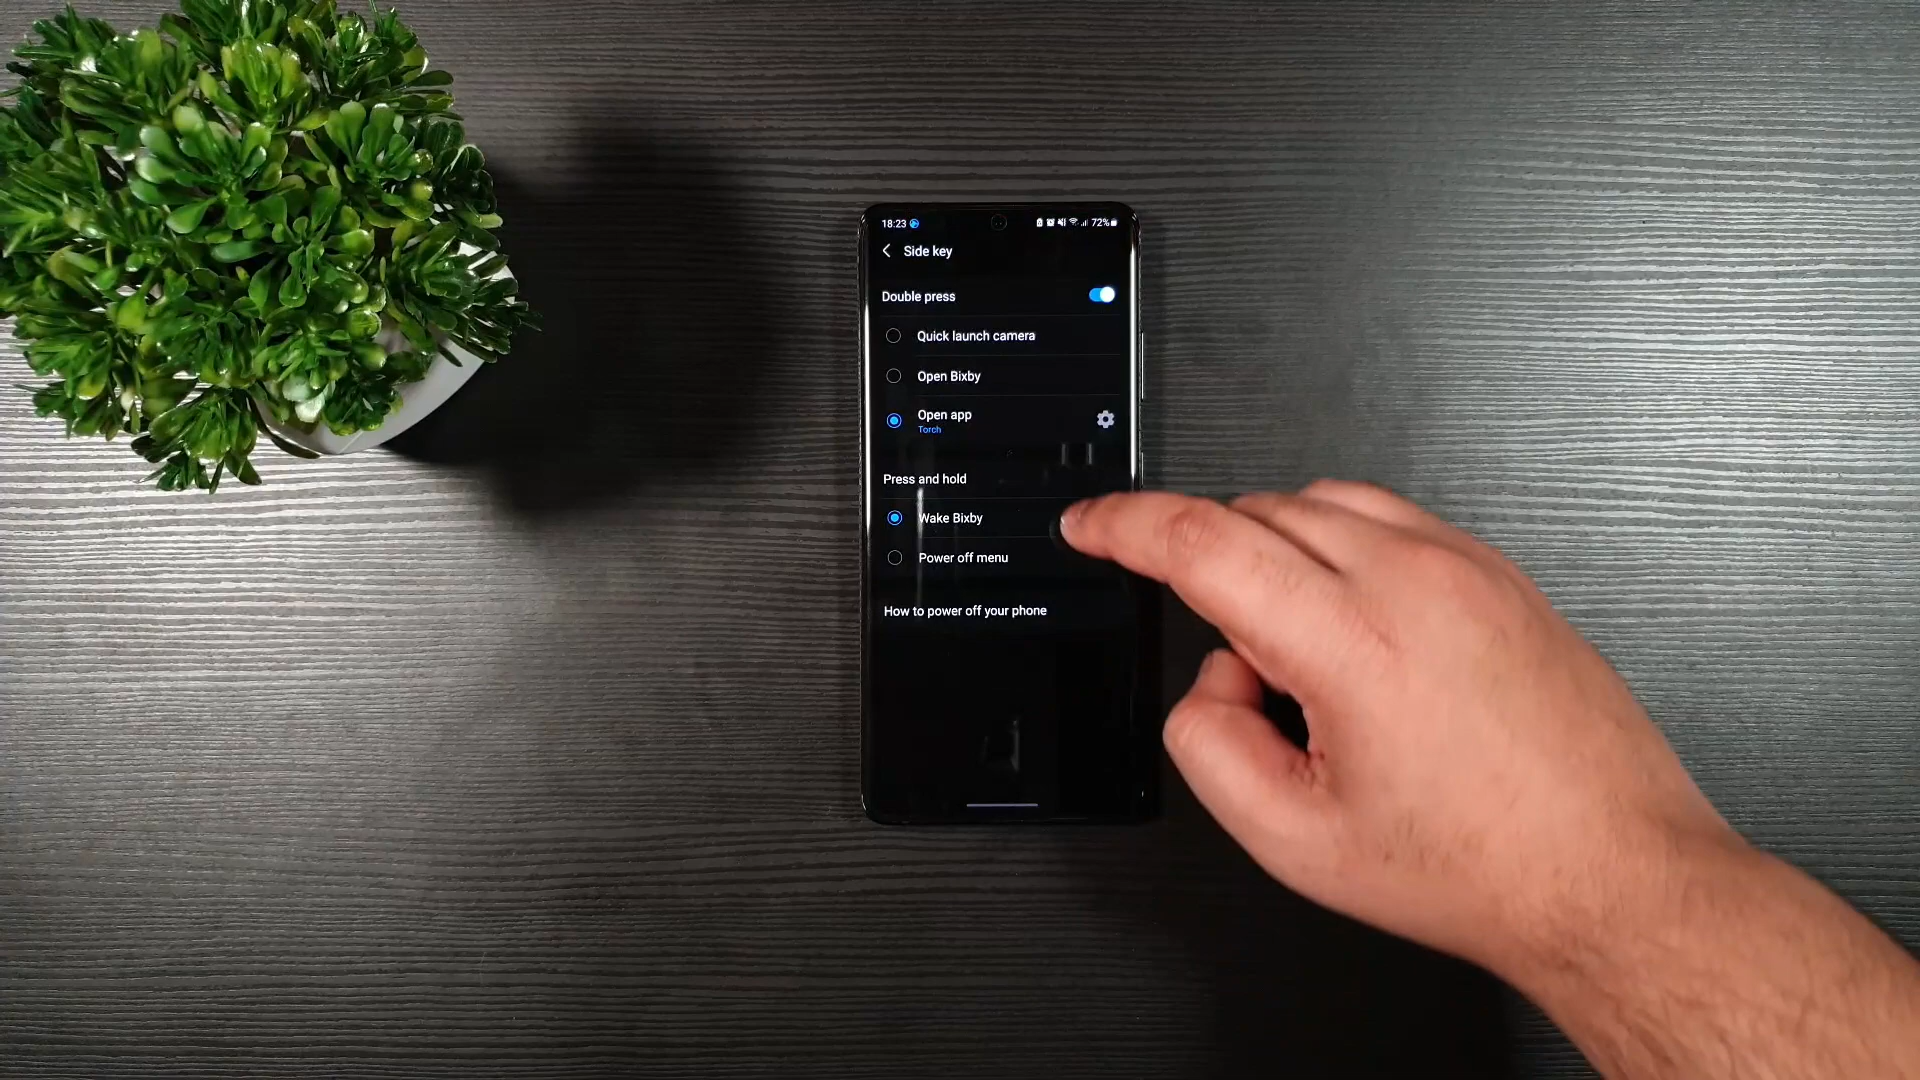 18:23 72%
Side key
Double press
Quick launch camera
Open Bixby
Open app
Torch
Press and hold
Wake Bixby
Power off menu
How to power off your phone